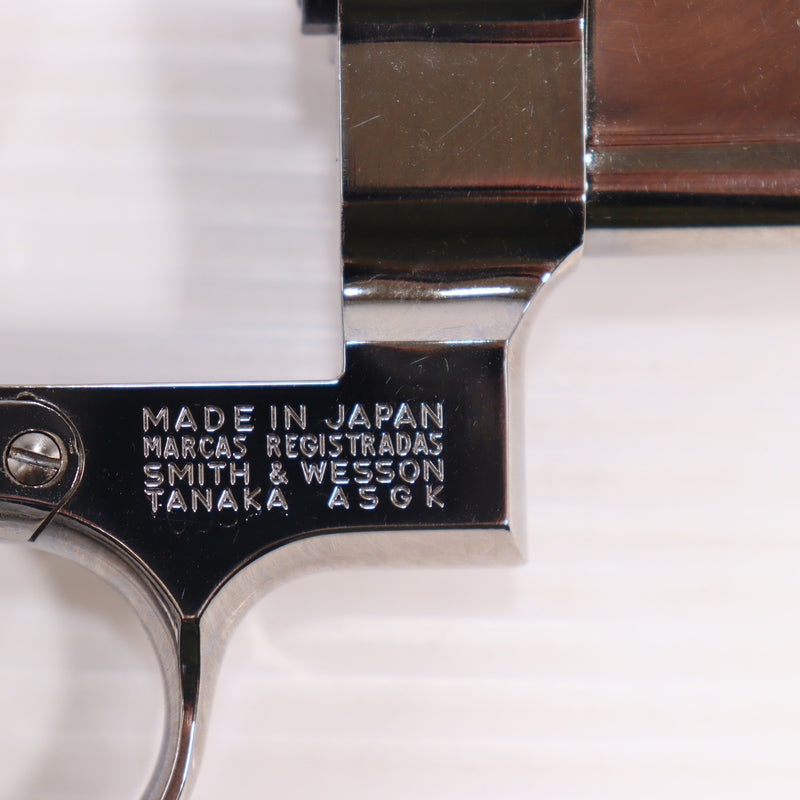 MADE IN JAPAN
MARCAS REGISTRADAS
SMITH & WESSON
TANAKA ASGK